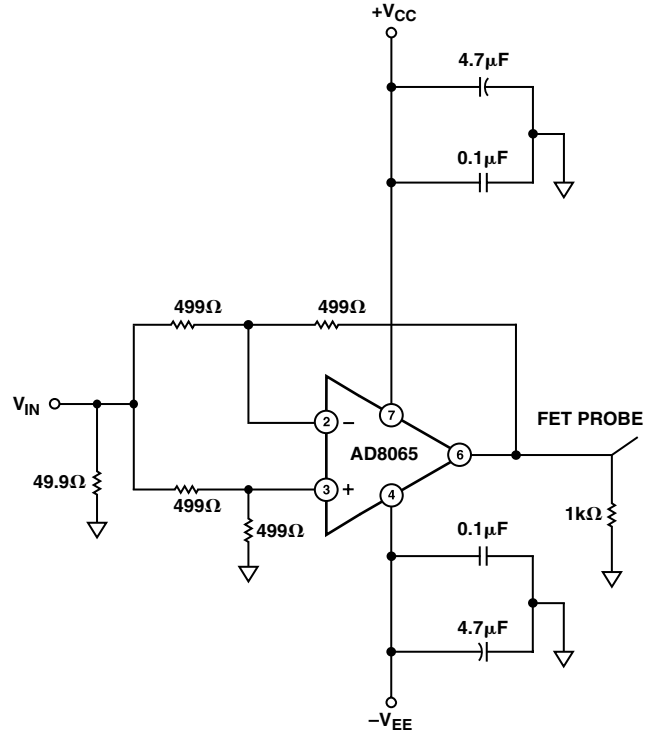 +VCC
4.7μF
0.1μF
499Ω
499Ω
VIN
7
2
−
FET PROBE
AD8065
6
49.9Ω
3
+
4
499Ω
499Ω
1kΩ
0.1μF
4.7μF
−VEE